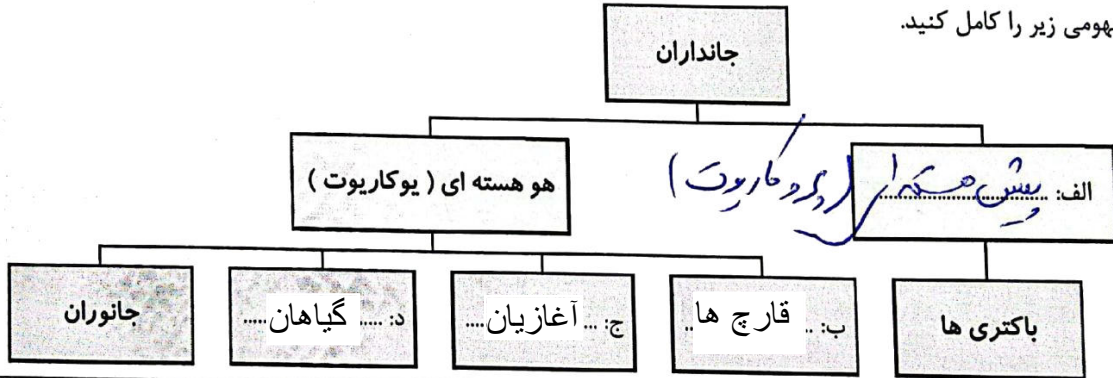 هومی زیر را کامل کنید.
جانداران
الف: پیش هسته ای (پروکاریوت)
هو هسته ای ( یوکاریوت )
باکتری ها
ب: ... قارچ ها ..
ج: ... آغازیان ....
د: ..... گیاهان .....
جانوران